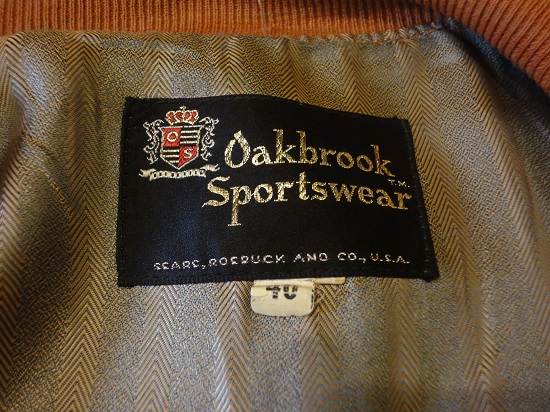 O S
Oakbrook
Sportswear T.M.
SEARS, ROEBUCK AND CO., U.S.A.
40